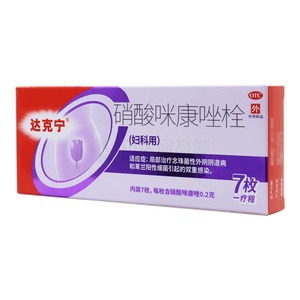 达克宁®
硝酸咪康唑栓
(妇科用)
OTC
外
适应症:局部治疗念珠菌性外阴阴道病
和革兰阳性细菌引起的双重感染。
内装7枚,每枚含硝酸咪康唑0.2克
7枚
一疗程